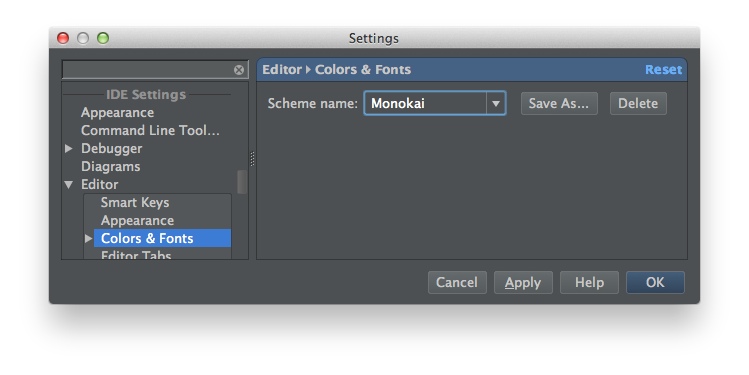 Settings
IDE Settings
Appearance
Command Line Tool...
Debugger
Diagrams
Editor
Smart Keys
Appearance
Colors & Fonts
Editor Tabs
Editor Colors & Fonts
Reset
Scheme name: Monokai
Save As...
Delete
Cancel
Apply
Help
OK